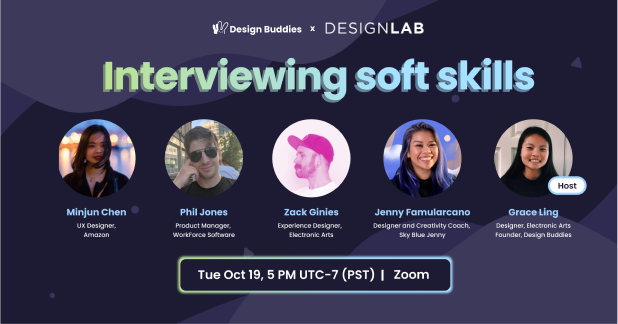 Design Buddies x DESIGNLAB
Interviewing soft skills
Host
Minjun Chen
UX Designer,
Amazon
Phil Jones
Product Manager,
WorkForce Software
Zack Ginies
Experience Designer,
Electronic Arts
Jenny Famularcano
Designer and Creativity Coach,
Sky Blue Jenny
Grace Ling
Designer, Electronic Arts
Founder, Design Buddies
Tue Oct 19, 5 PM UTC-7 (PST) | Zoom